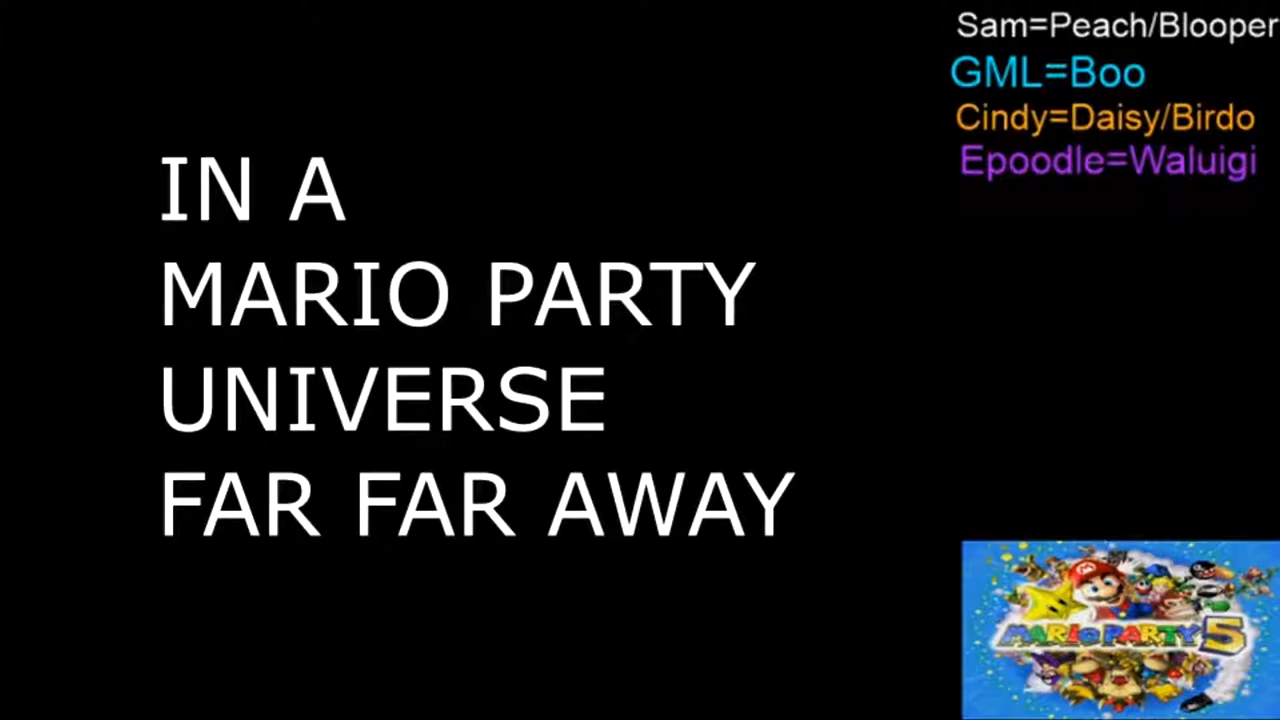 Sam=Peach/Blooper
GML=Boo
Cindy=Daisy/Birdo
Epoodle=Waluigi
IN A
MARIO PARTY
UNIVERSE
FAR FAR AWAY
MARIO PARTY 5